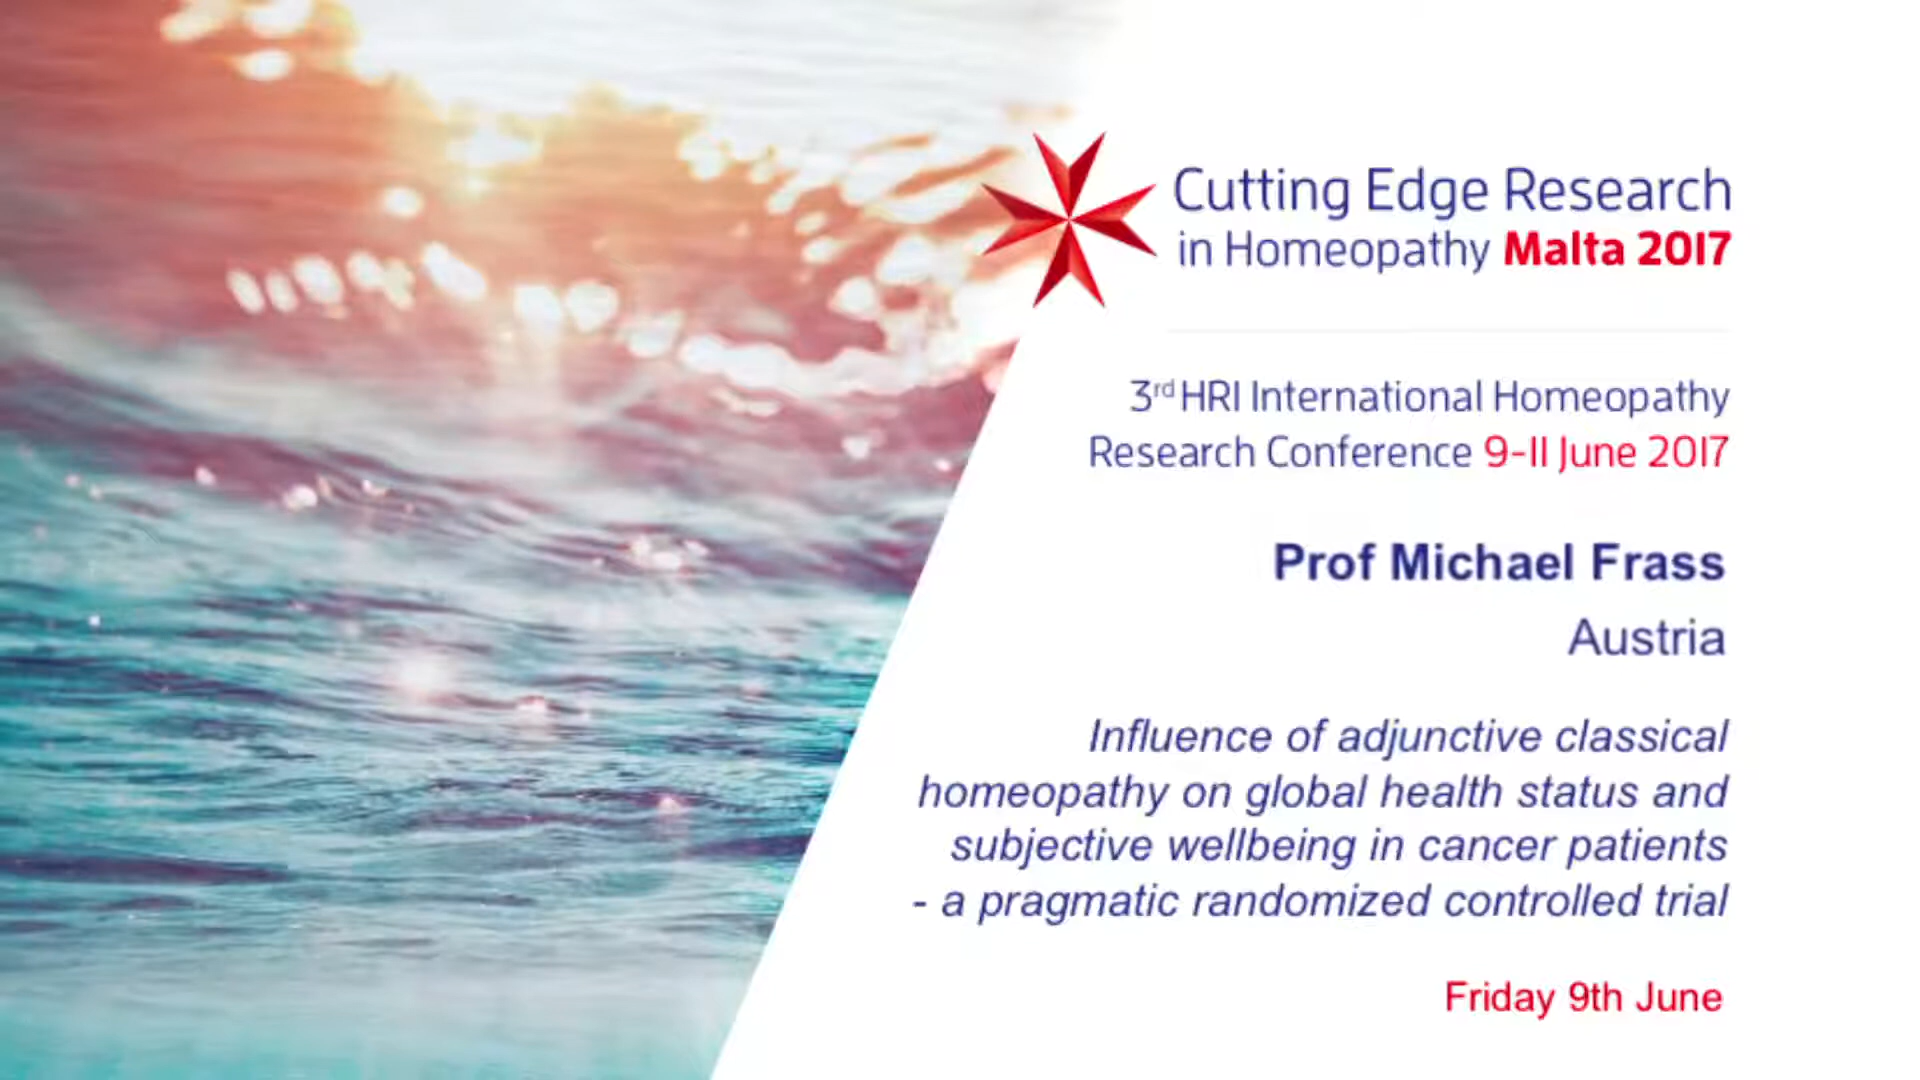 Cutting Edge Research
in Homeopathy Malta 2017
3rd HRI International Homeopathy
Research Conference 9-11 June 2017
Prof Michael Frass
Austria
Influence of adjunctive classical
homeopathy on global health status and
subjective wellbeing in cancer patients
- a pragmatic randomized controlled trial
Friday 9th June